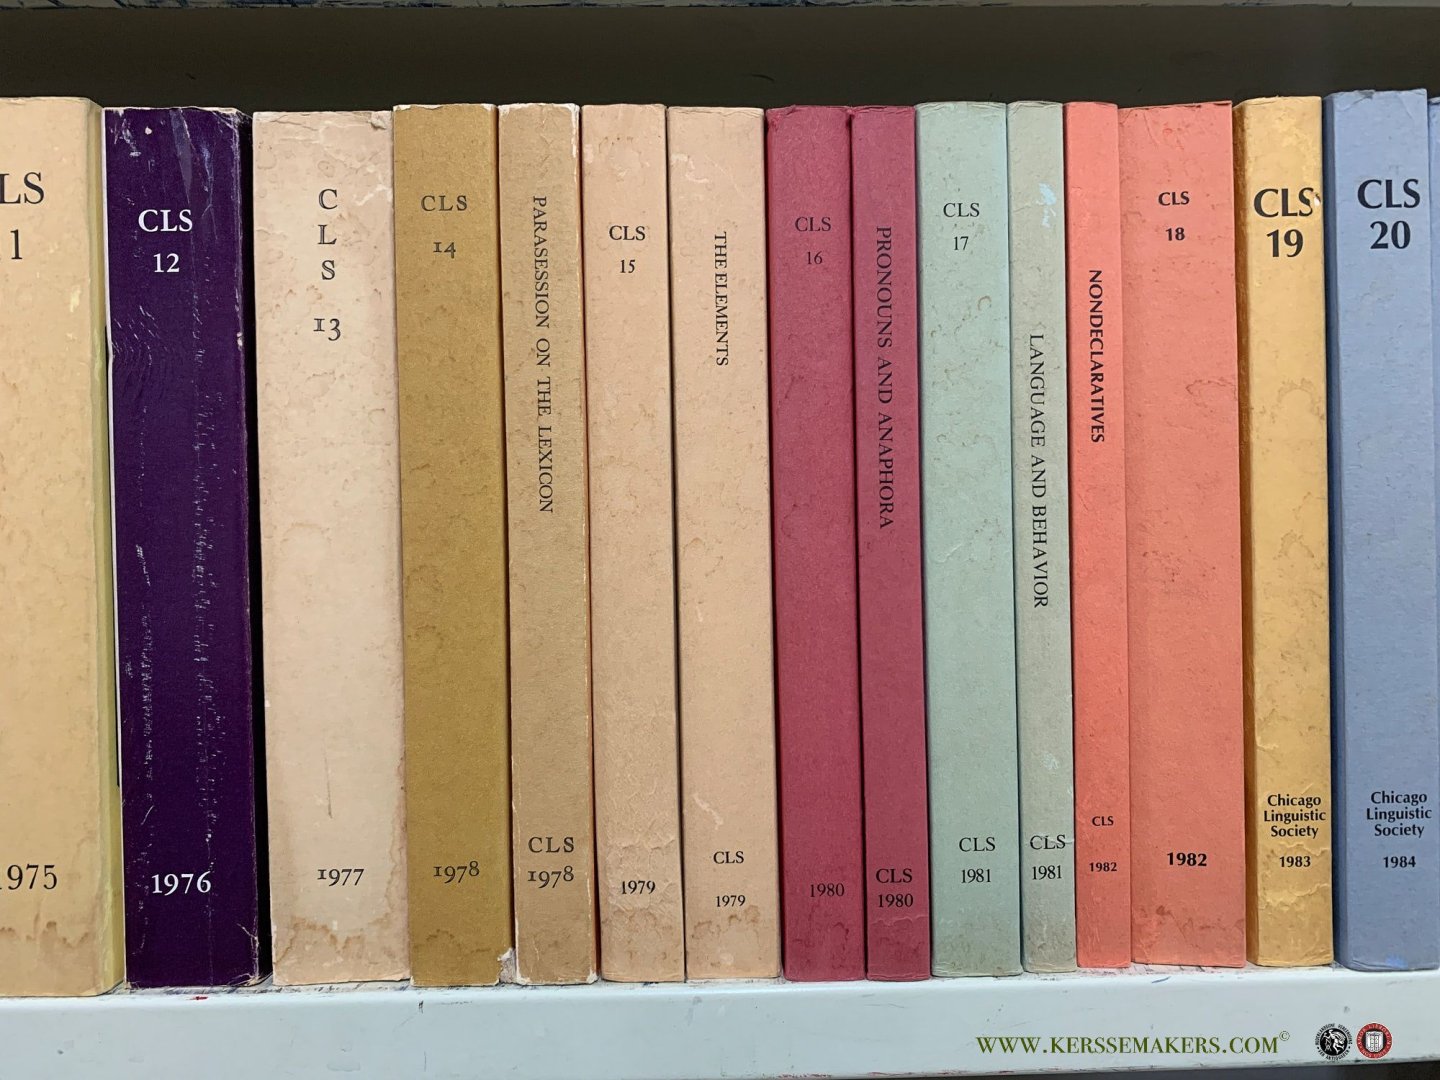 LS
1
1975
CLS
12
1976
C
L
S
13
1977
CLS
14
1978
PARASESSION ON THE LEXICON
CLS
1978
CLS
15
1979
THE ELEMENTS
CLS
1979
CLS
16
1980
PRONOUNS AND ANAPHORA
CLS
1980
CLS
17
CLS
1981
LANGUAGE AND BEHAVIOR
CLS
1981
NONDECLARATIVES
CLS
1982
CLS
18
1982
CLS
19
Chicago
Linguistic
Society
1983
CLS
20
Chicago
Linguistic
Society
1984
WWW.KERSSEMAKERS.COM©